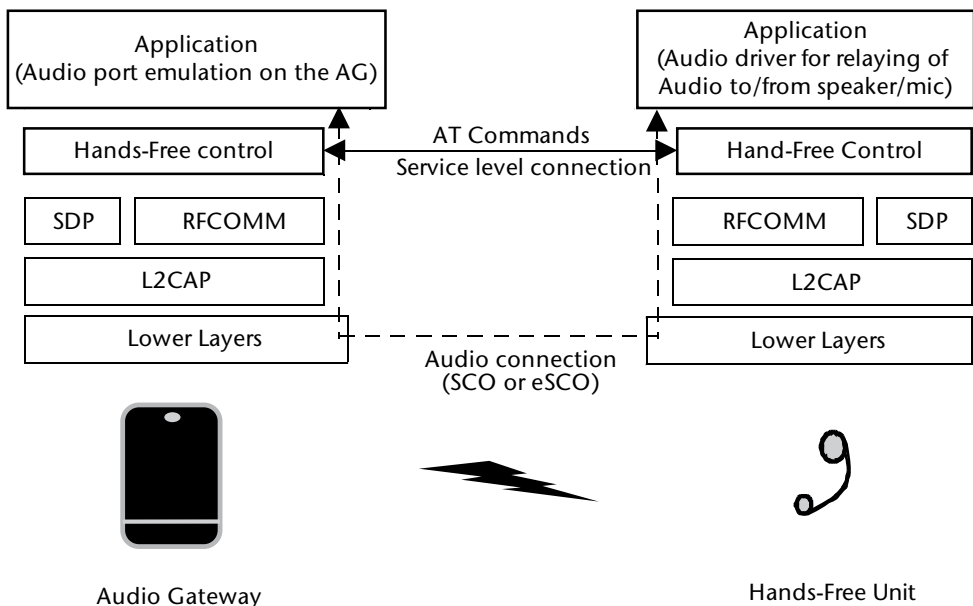 Application
(Audio port emulation on the AG)
Application
(Audio driver for relaying of
Audio to/from speaker/mic)
Hands-Free control
AT Commands
Service level connection
Hand-Free Control
SDP
RFCOMM
RFCOMM
SDP
L2CAP
L2CAP
Lower Layers
Lower Layers
Audio connection
(SCO or eSCO)
Audio Gateway
Hands-Free Unit